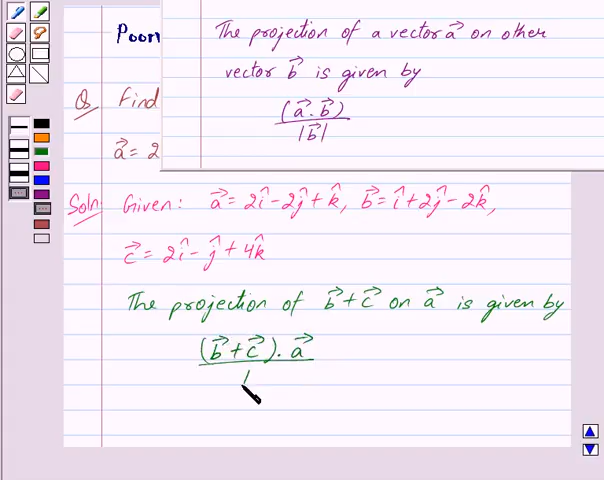 Poon
The projection of a vector a⃗ on other
vector b⃗ is given by
(a⃗.b⃗)
|b⃗|
Q Find
a⃗ = 2
Soln Given: a⃗ = 2î - 2ĵ + k̂, b⃗ = î + 2ĵ - 2k̂,
c⃗ = 2î - ĵ + 4k̂
The projection of b⃗ + c⃗ on a⃗ is given by
(b⃗ + c⃗). a⃗
|